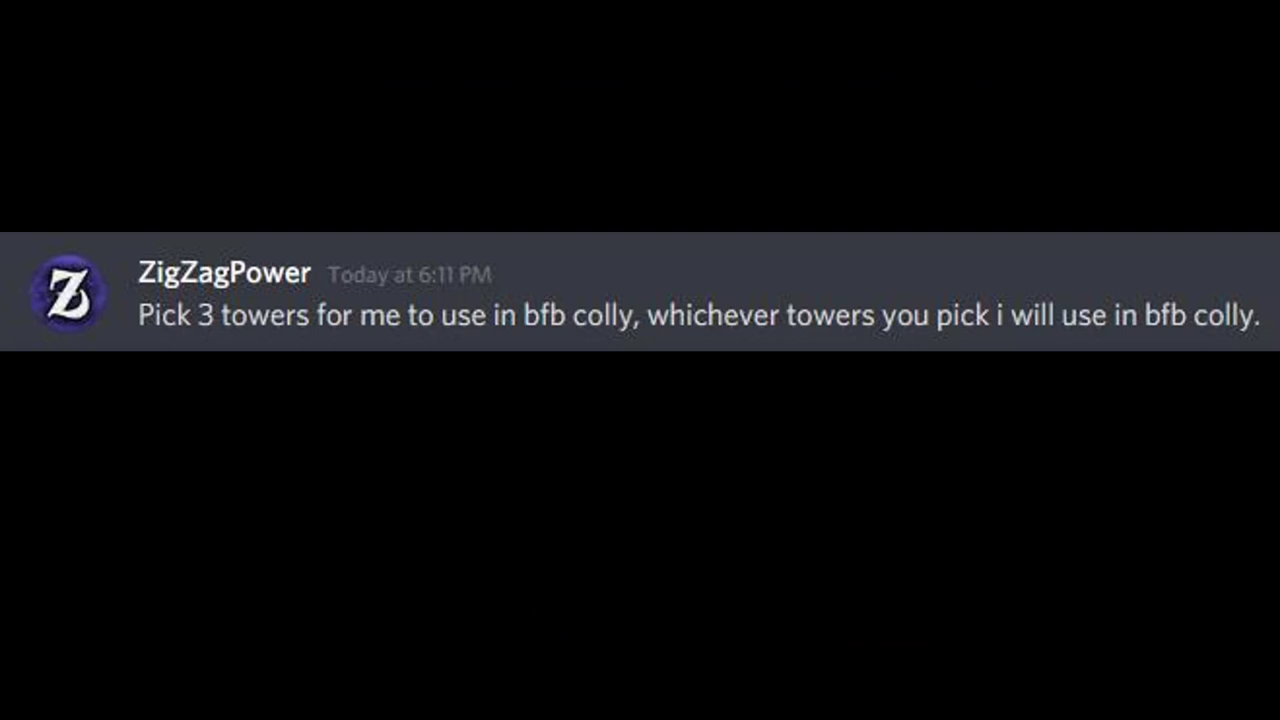 Z
ZigZagPower Today at 6:11 PM
Pick 3 towers for me to use in bfb colly, whichever towers you pick i will use in bfb colly.